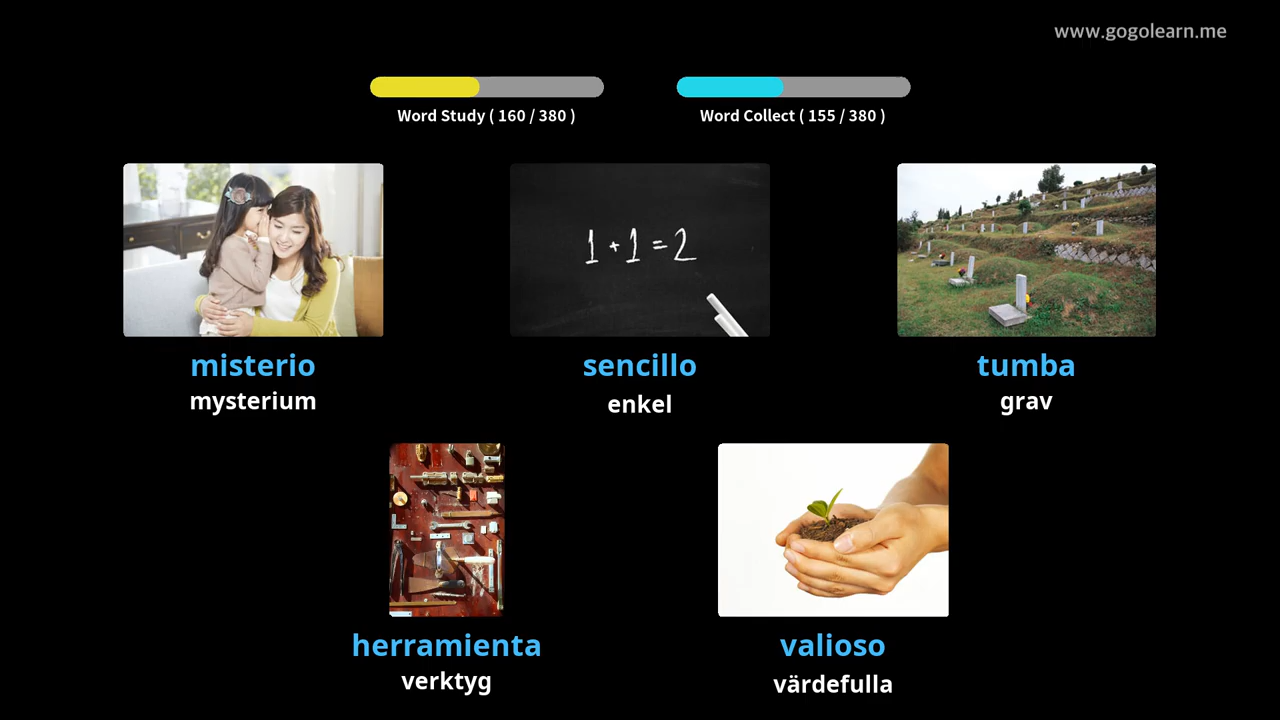 www.gogolearn.me
Word Study ( 160 / 380 )
Word Collect ( 155 / 380 )
1 + 1 = 2
misterio
mysterium
sencillo
enkel
tumba
grav
herramienta
verktyg
valioso
värdefulla